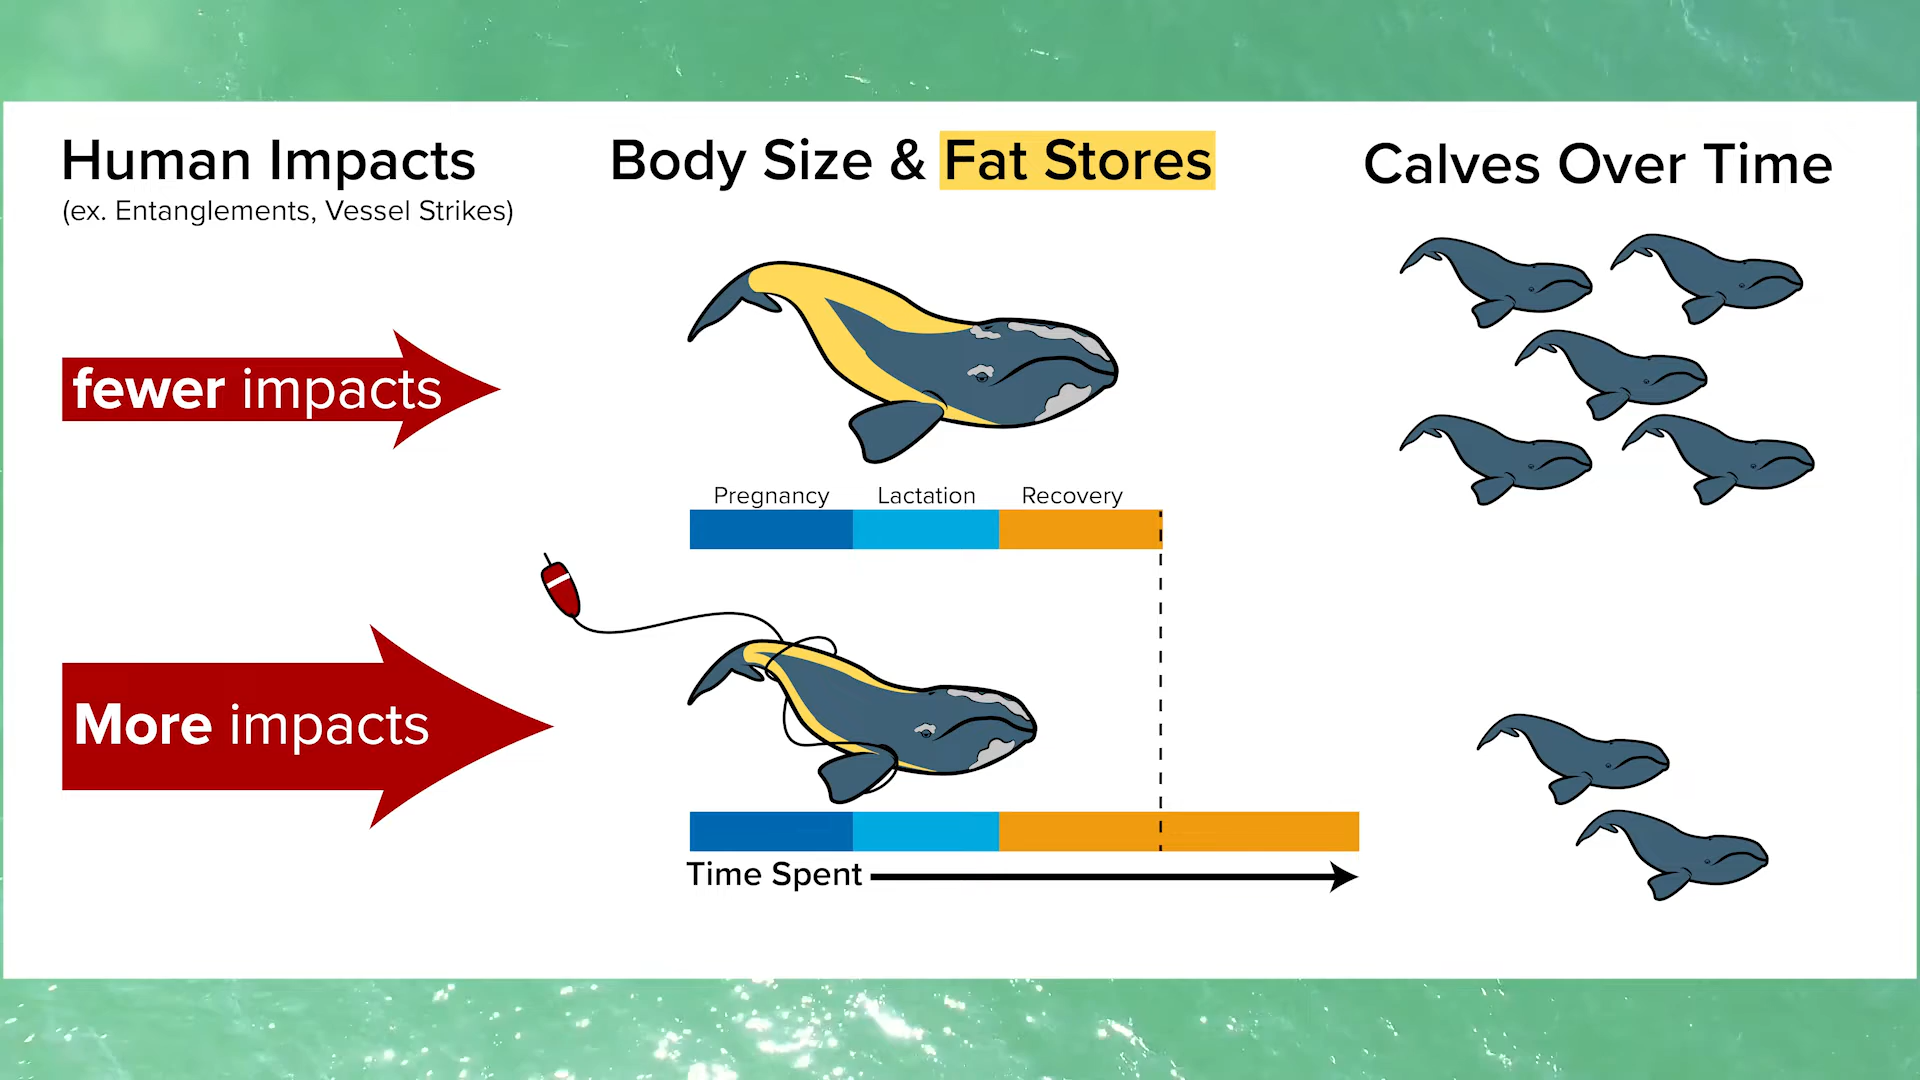 Human Impacts
(ex. Entanglements, Vessel Strikes)
Body Size & Fat Stores
Calves Over Time
fewer impacts
Pregnancy Lactation Recovery
More impacts
Time Spent